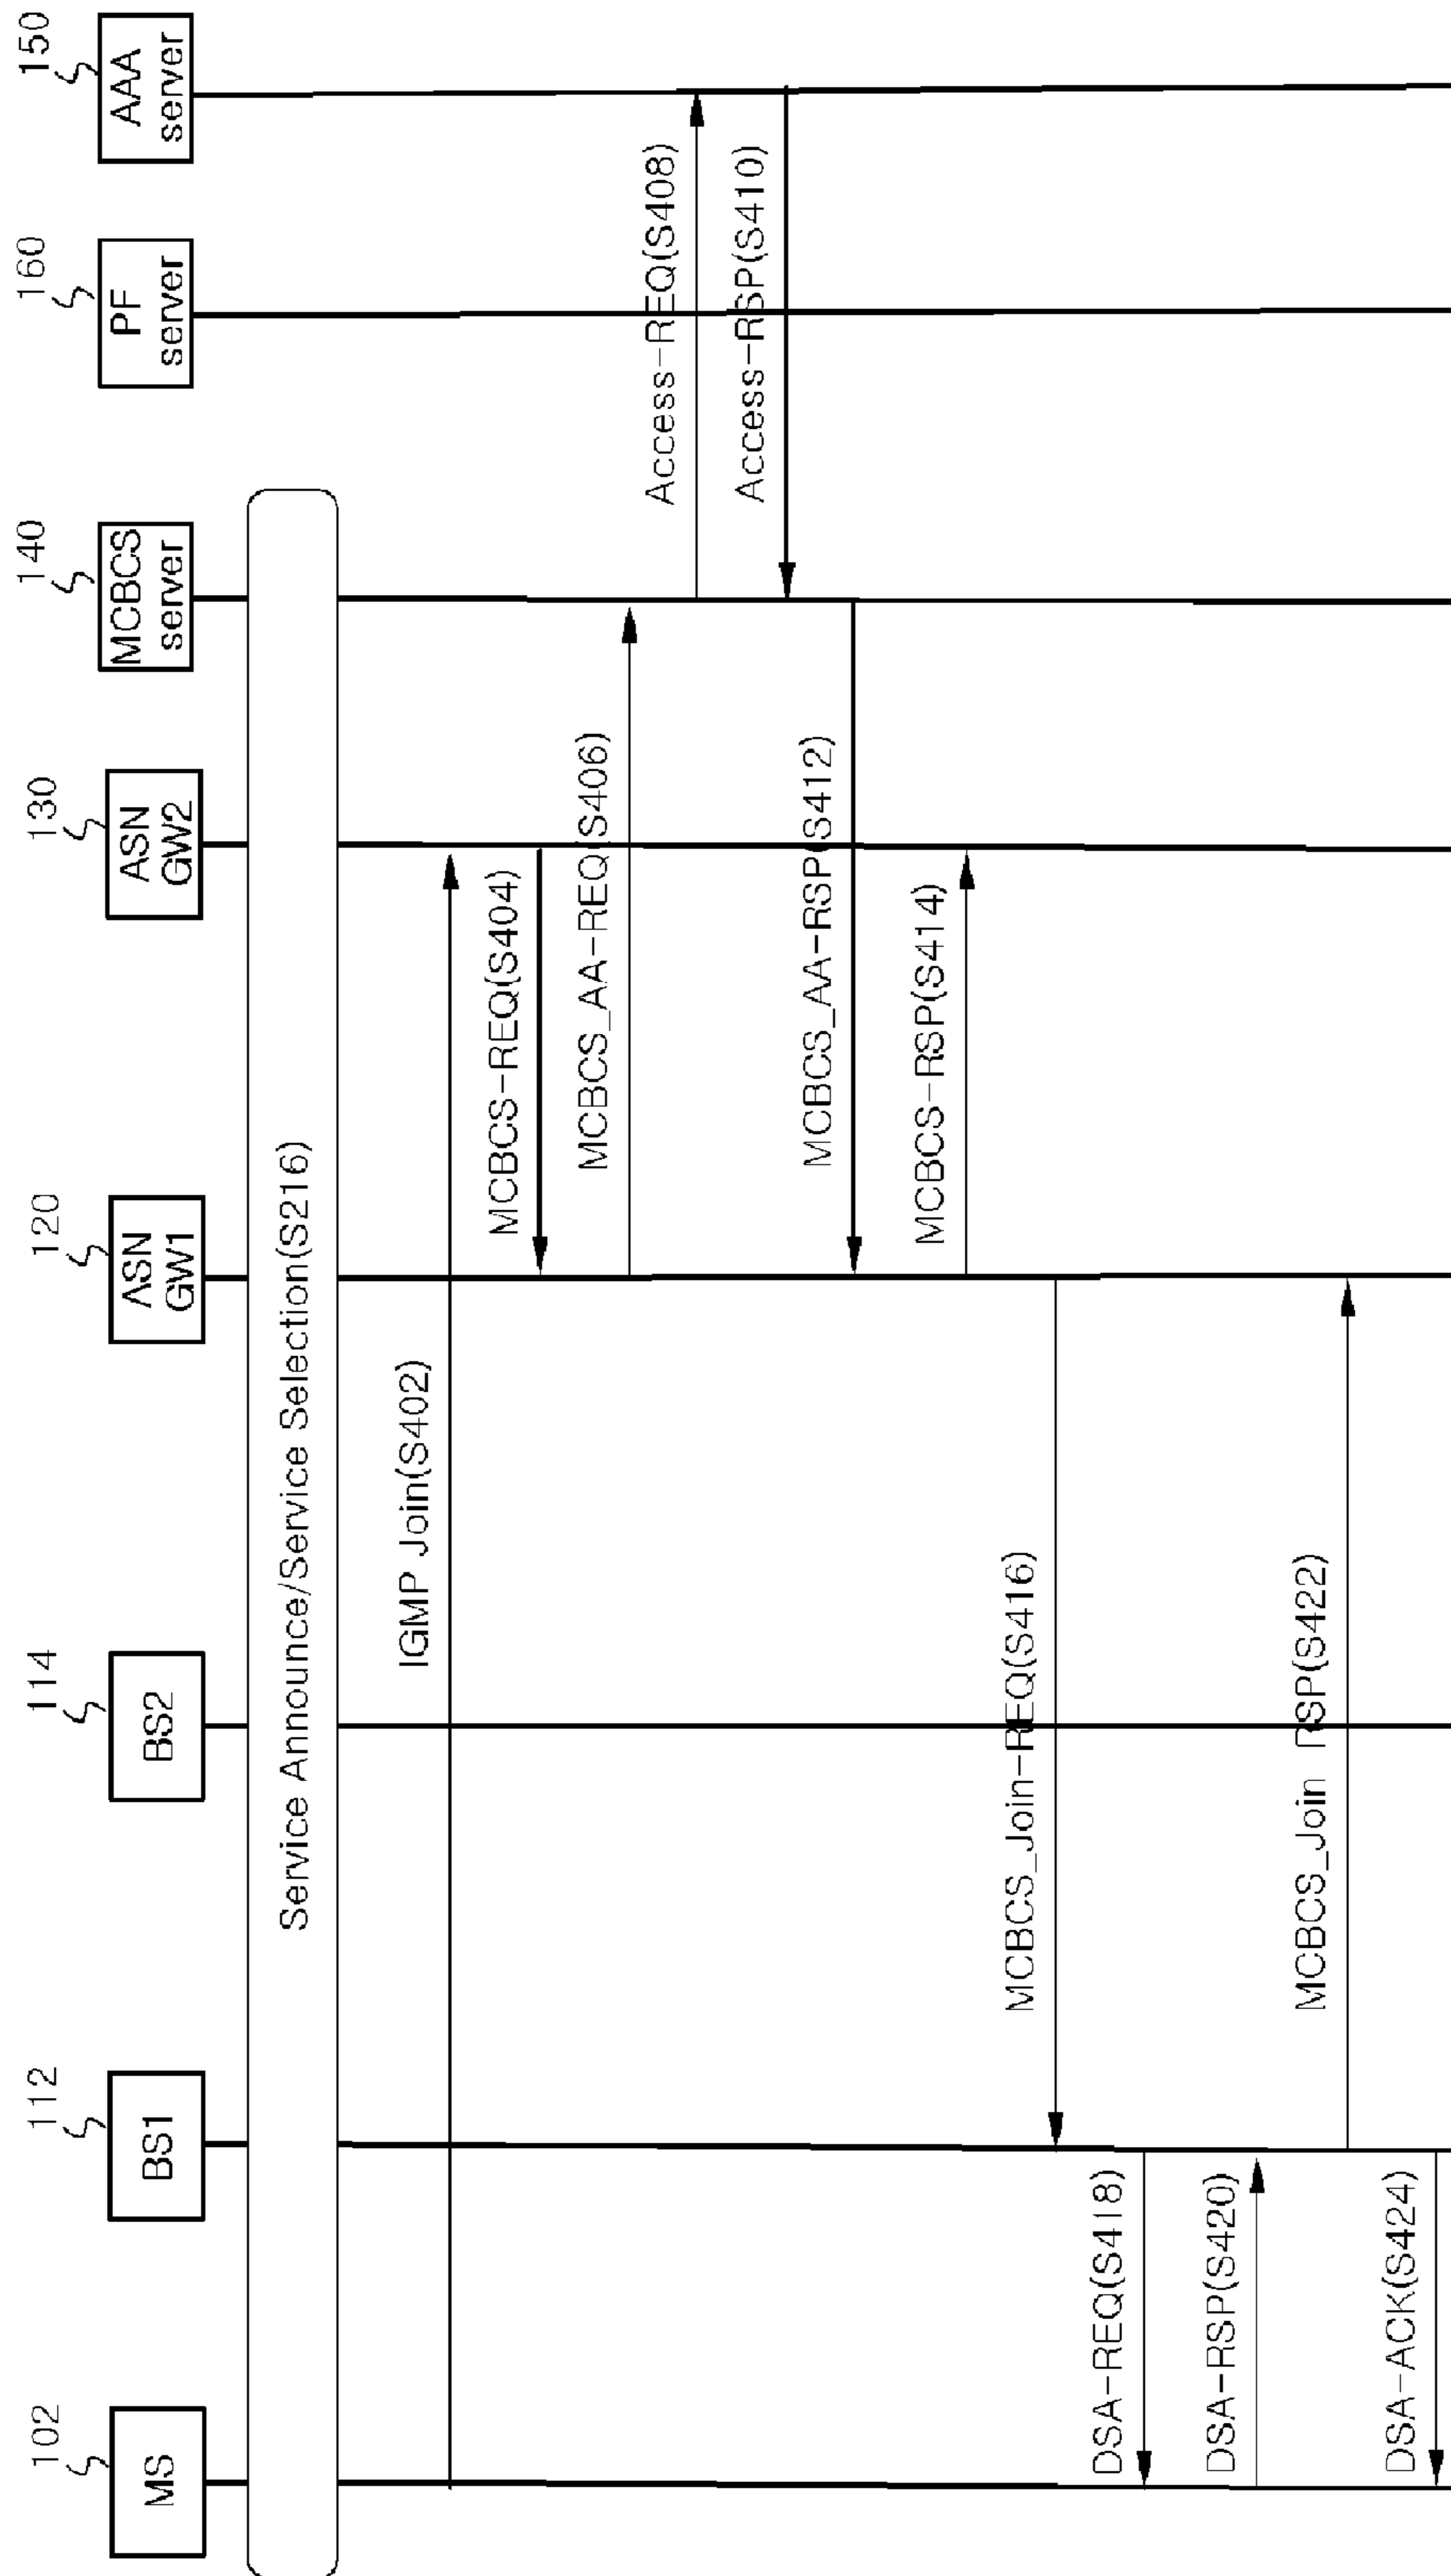 102
112
114
120
130
140
160
150
MS
BS1
BS2
ASN
GW1
ASN
GW2
MCBCS
server
PF
server
AAA
server
Service Announce/Service Selection(S216)
IGMP Join(S402)
MCBCS-REQ(S404)
MCBCS_AA-REQ(S406)
Access-REQ(S408)
Access-RSP(S410)
MCBCS_AA-RSP(S412)
MCBCS-RSP(S414)
MCBCS_Join-REQ(S416)
DSA-REQ(S418)
DSA-RSP(S420)
MCBCS_Join RSP(S422)
DSA-ACK(S424)